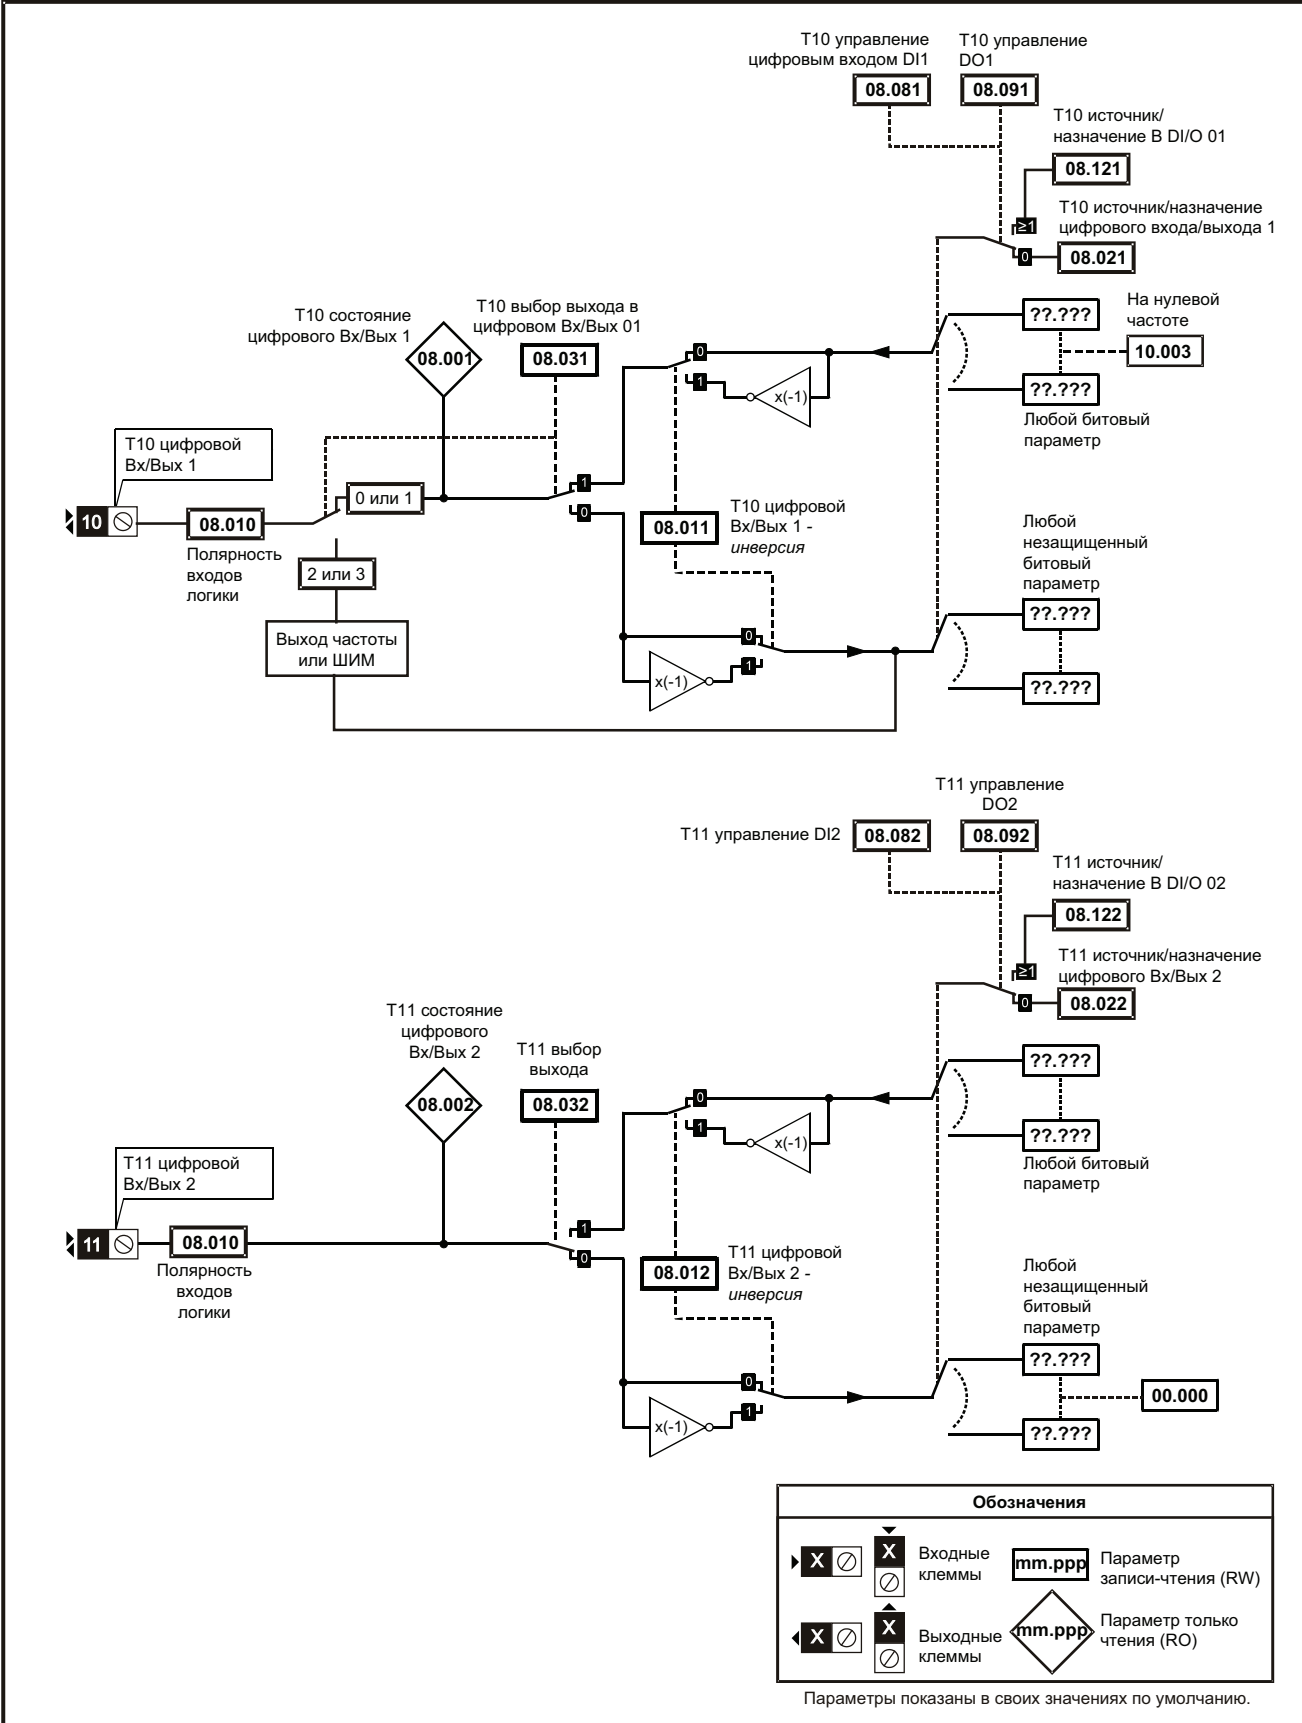 T10 управление
цифровым входом DI1
T10 управление
DO1
08.081
08.091
T10 источник/
назначение B DI/O 01
08.121
T10 источник/назначение
цифрового входа/выхода 1
≥1
0
08.021
T10 состояние
цифрового Вх/Вых 1
08.001
T10 выбор выхода в
цифровом Вх/Вых 01
08.031
0
1
x(-1)
??.???
На нулевой
частоте
10.003
??.???
Любой битовый
параметр
T10 цифровой
Вх/Вых 1
10
08.010
Полярность
входов
логики
0 или 1
2 или 3
Выход частоты
или ШИМ
1
0
08.011
T10 цифровой
Вх/Вых 1 -
инверсия
Любой
незащищенный
битовый
параметр
??.???
0
1
x(-1)
??.???
T11 управление
DO2
T11 управление DI2
08.082
08.092
T11 источник/
назначение B DI/O 02
08.122
T11 источник/назначение
цифрового Вх/Вых 2
≥1
0
08.022
T11 состояние
цифрового
Вх/Вых 2
08.002
T11 выбор
выхода
08.032
0
1
x(-1)
??.???
??.???
Любой битовый
параметр
T11 цифровой
Вх/Вых 2
11
08.010
Полярность
входов
логики
1
0
08.012
T11 цифровой
Вх/Вых 2 -
инверсия
Любой
незащищенный
битовый
параметр
??.???
0
1
x(-1)
00.000
??.???
Обозначения
X
X
Входные
клеммы
mm.ppp
Параметр
записи-чтения (RW)
X
X
Выходные
клеммы
mm.ppp
Параметр только
чтения (RO)
Параметры показаны в своих значениях по умолчанию.